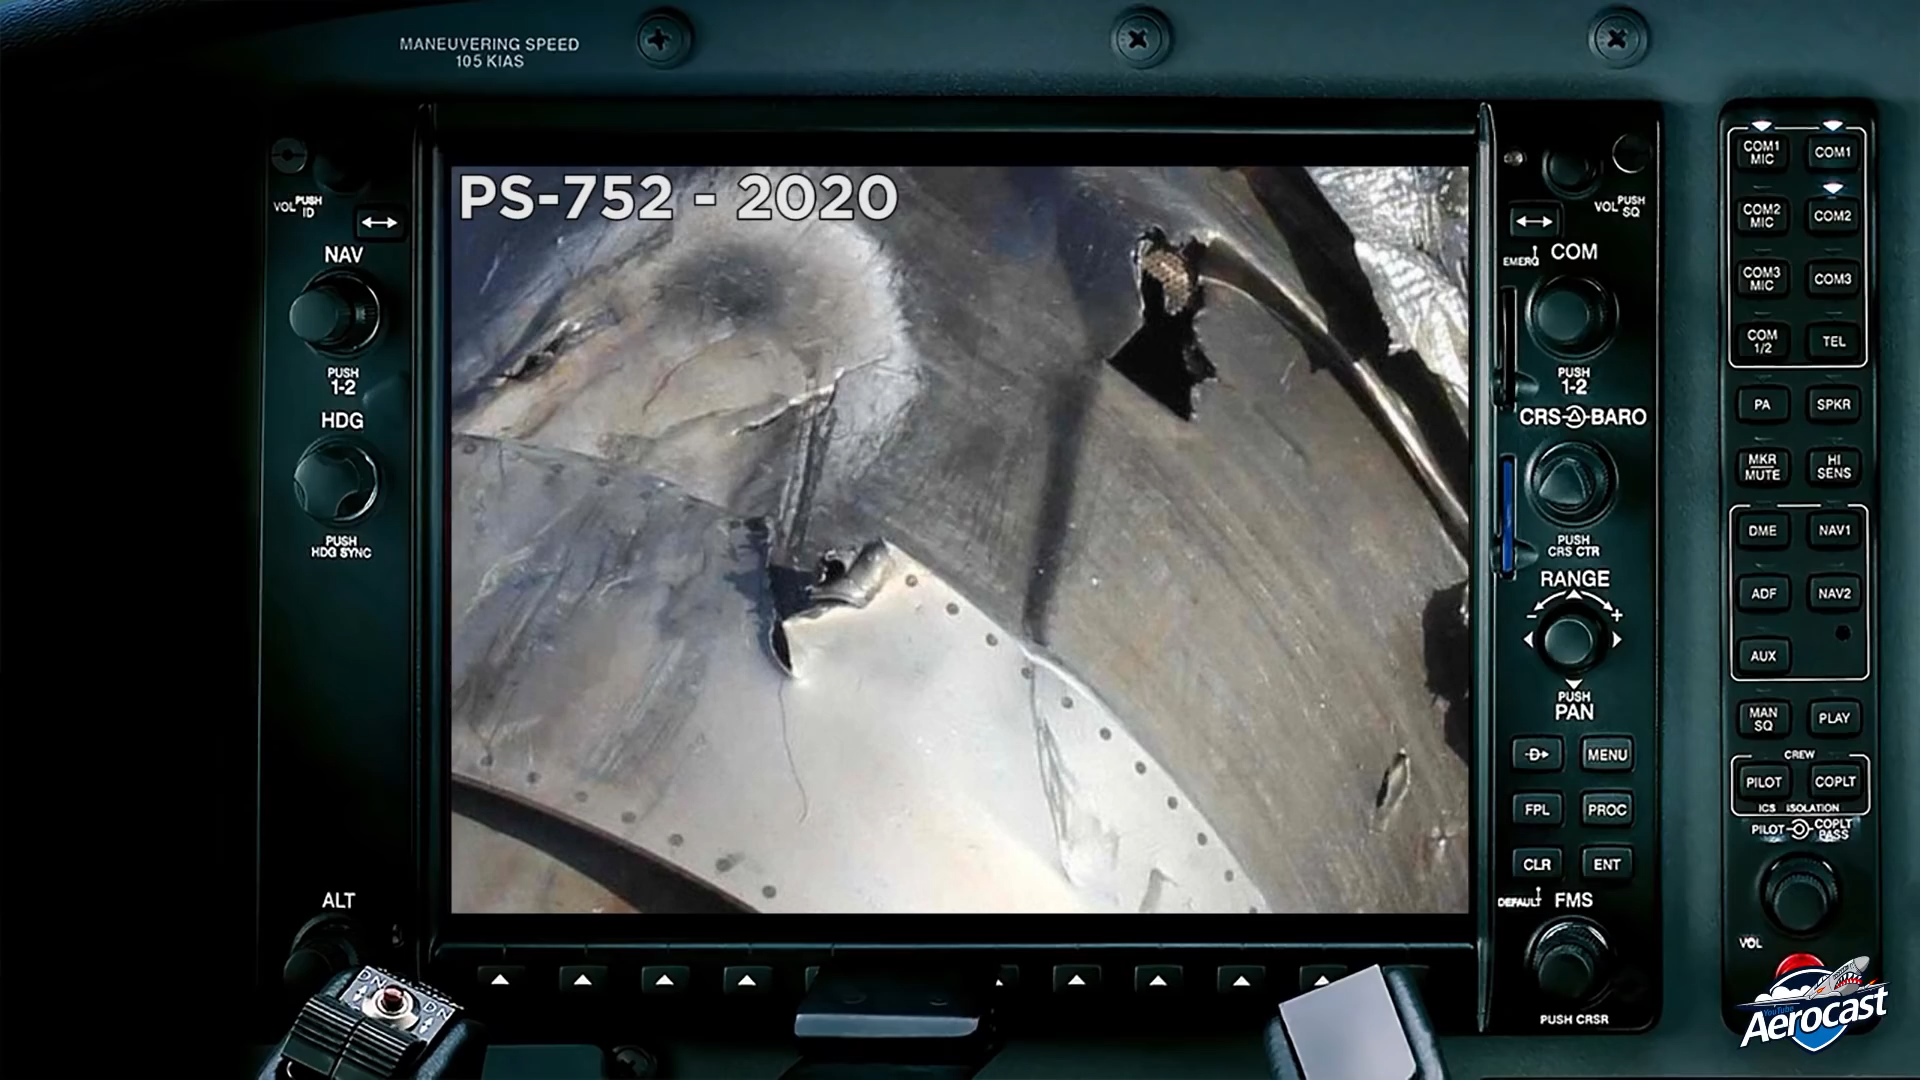 MANEUVERING SPEED
105 KIAS
PS-752 - 2020
VOL PUSH
ID
NAV
PUSH
1-2
HDG
PUSH
HDG SYNC
ALT
DN
DN
VOL PUSH
SQ
EMERG
COM
PUSH
1-2
CRS BARO
PUSH
CRS CTR
RANGE
- +
PUSH
PAN
D
MENU
FPL
PROC
CLR
ENT
DEFAULT
FMS
PUSH CRSR
COM1
MIC
COM1
COM2
MIC
COM2
COM3
MIC
COM3
COM
1/2
TEL
PA
SPKR
MKR
MUTE
HI
SENS
DME
NAV1
ADF
NAV2
AUX
MAN
SQ
PLAY
CREW
PILOT
COPLT
ICS ISOLATION
PILOT
COPLT
PASS
VOL
YouTube
Aerocast